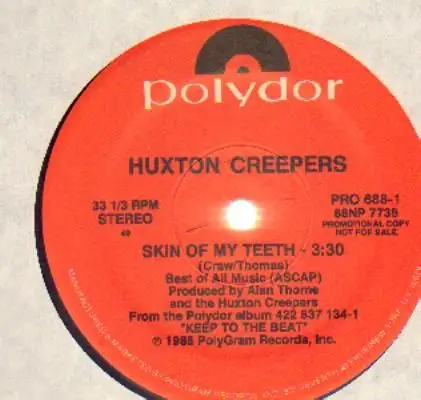 polydor
HUXTON CREEPERS
33 1/3 RPM
STEREO
PRO 688-1
PROMOTIONAL COPY
NOT FOR SALE
SKIN OF MY TEETH - 3:30
(Craw/Thomas)
Best of All Music (ASCAP)
Produced by Alan Thorne
and the Huxton Creepers
From the Polydor album 422 837 134-1
"KEEP TO THE BEAT"
℗ 1988 PolyGram Records, Inc.